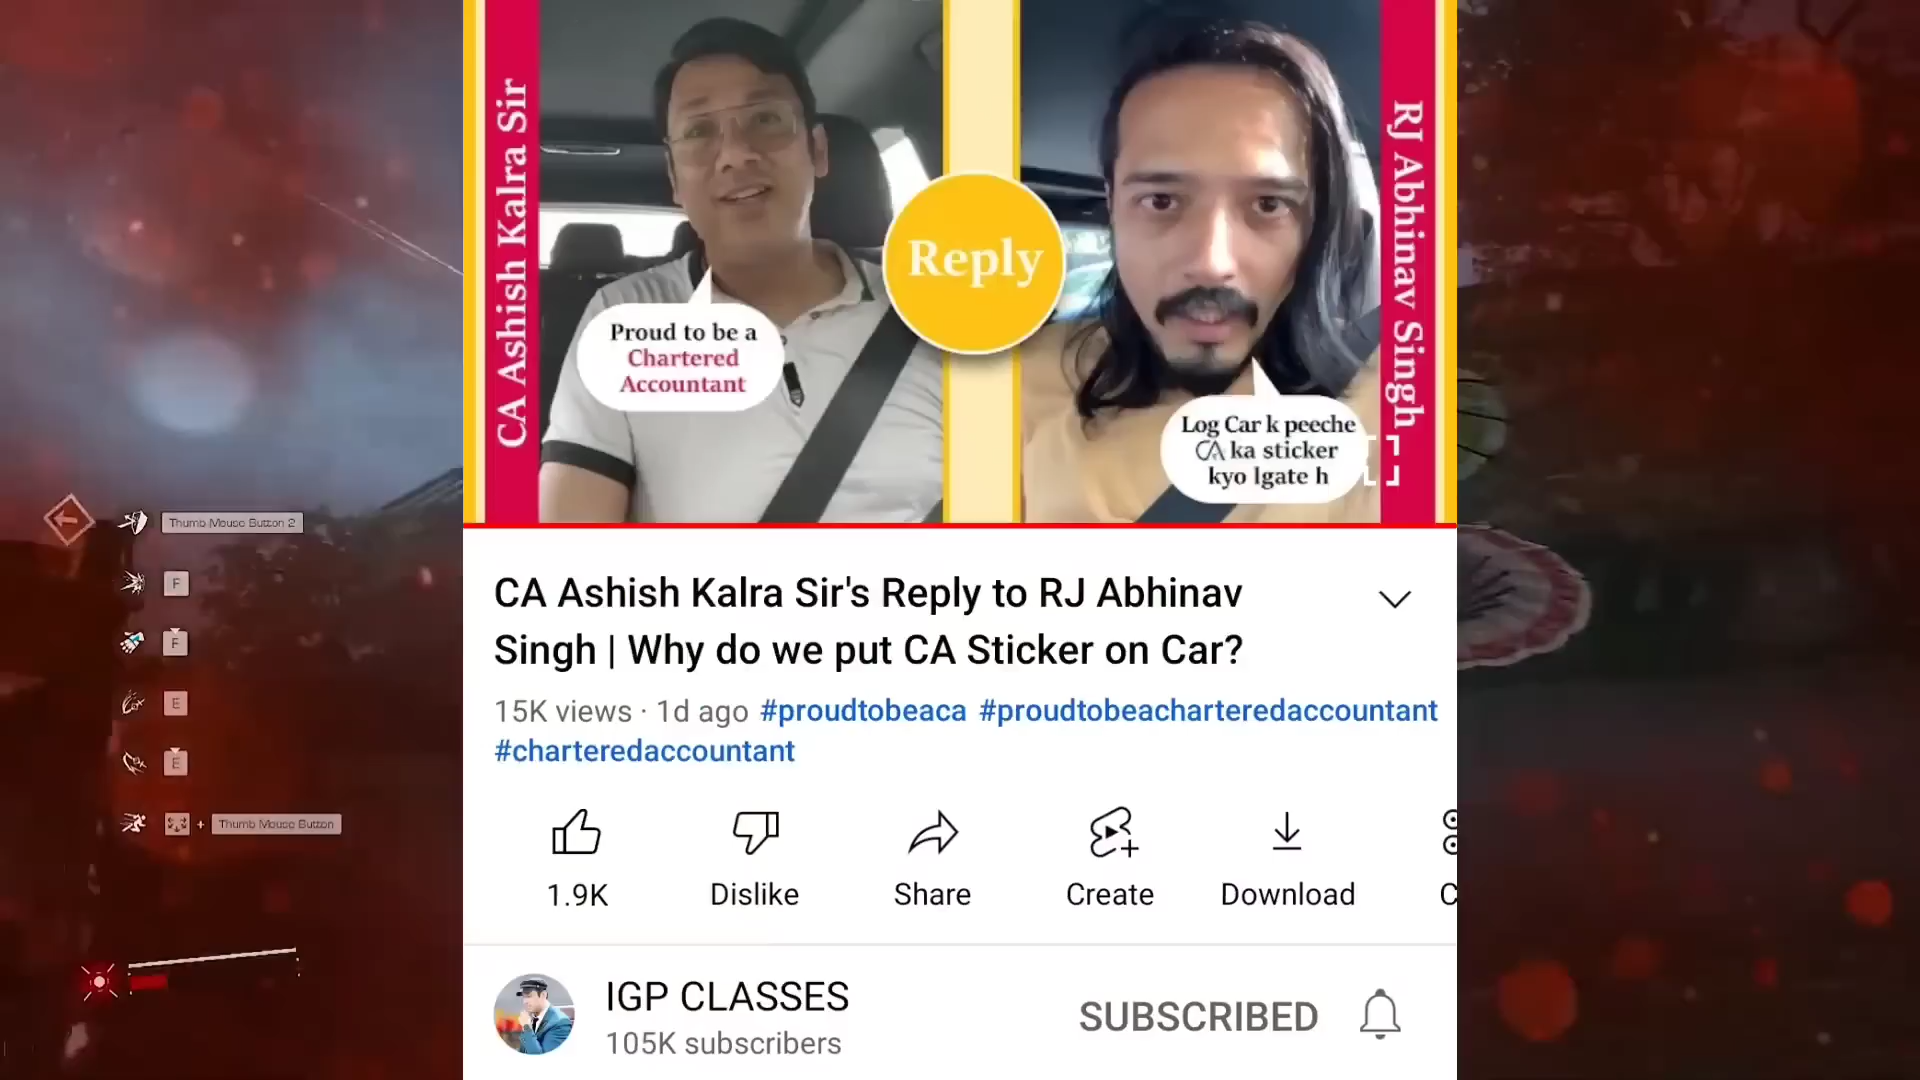 CA Ashish Kalra Sir
RJ Abhinav Singh
Reply
Proud to be a
Chartered
Accountant
Log Car k peeche
CA ka sticker
kyo lgate h
Thumb Mouse Button 2
F
F
E
E
+ Thumb Mouse Button
CA Ashish Kalra Sir's Reply to RJ Abhinav
Singh | Why do we put CA Sticker on Car?
15K views · 1d ago #proudtobeaca #proudtobeacharteredaccountant
#charteredaccountant
1.9K Dislike Share Create Download C
IGP CLASSES
105K subscribers
SUBSCRIBED